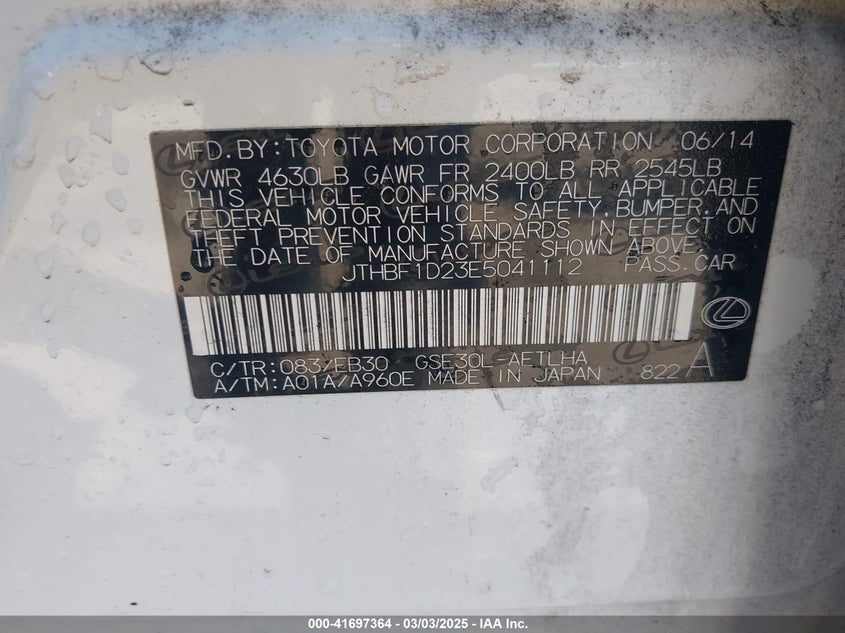 MFD. BY: TOYOTA MOTOR CORPORATION 06/14
GVWR 4630LB GAWR FR 2400LB RR 2545LB
THIS VEHICLE CONFORMS TO ALL APPLICABLE
FEDERAL MOTOR VEHICLE SAFETY, BUMPER, AND
THEFT PREVENTION STANDARDS IN EFFECT ON
THE DATE OF MANUFACTURE SHOWN ABOVE.
JTHBF1D23E5041112 PASS. CAR
C/TR: 083/EB30 GSE30L-AETLHA
A/TM: A01A/A960E MADE IN JAPAN 822 A
000-41697364 — 03/03/2025 — IAA Inc.